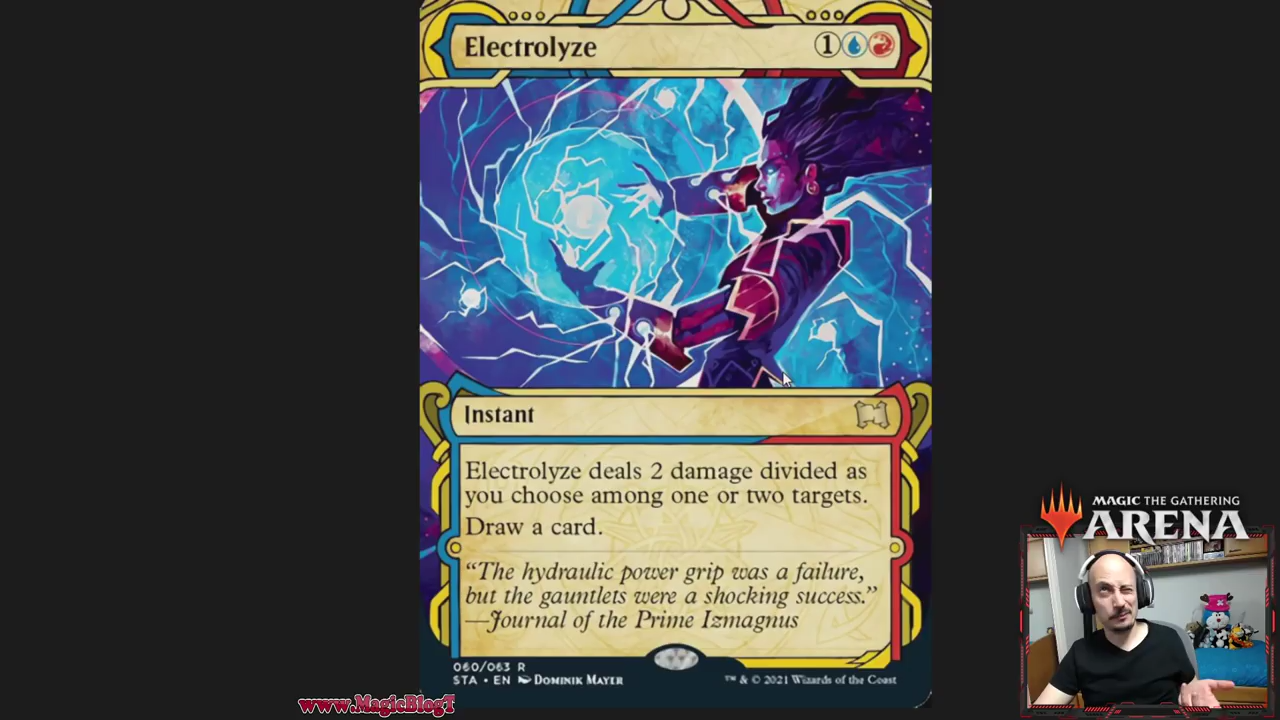 Electrolyze
1
Instant
Electrolyze deals 2 damage divided as
you choose among one or two targets.
Draw a card.
“The hydraulic power grip was a failure,
but the gauntlets were a shocking success.”
—Journal of the Prime Izmagnus
060/063 R
STA • EN Dominik Mayer
™ & © 2021 Wizards of the Coast
MAGIC THE GATHERING
ARENA
www.MagicBlogT